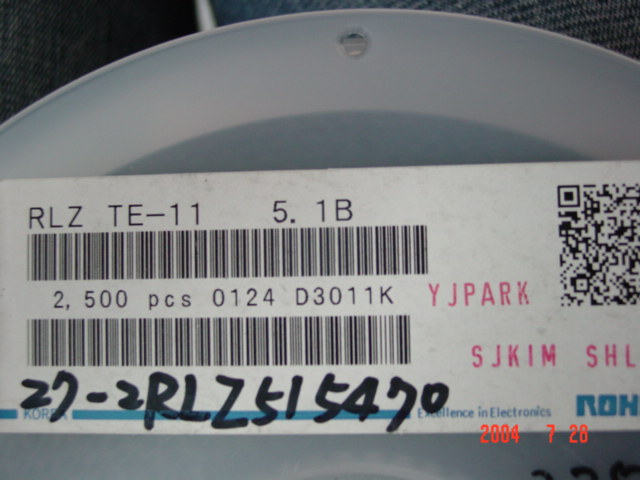 RLZ TE-11 5.1B
2,500 pcs 0124 D3011K YJPARK
SJKIM SHL
27-2RLZ515470
KOREA Excellence in Electronics
2004 7 28